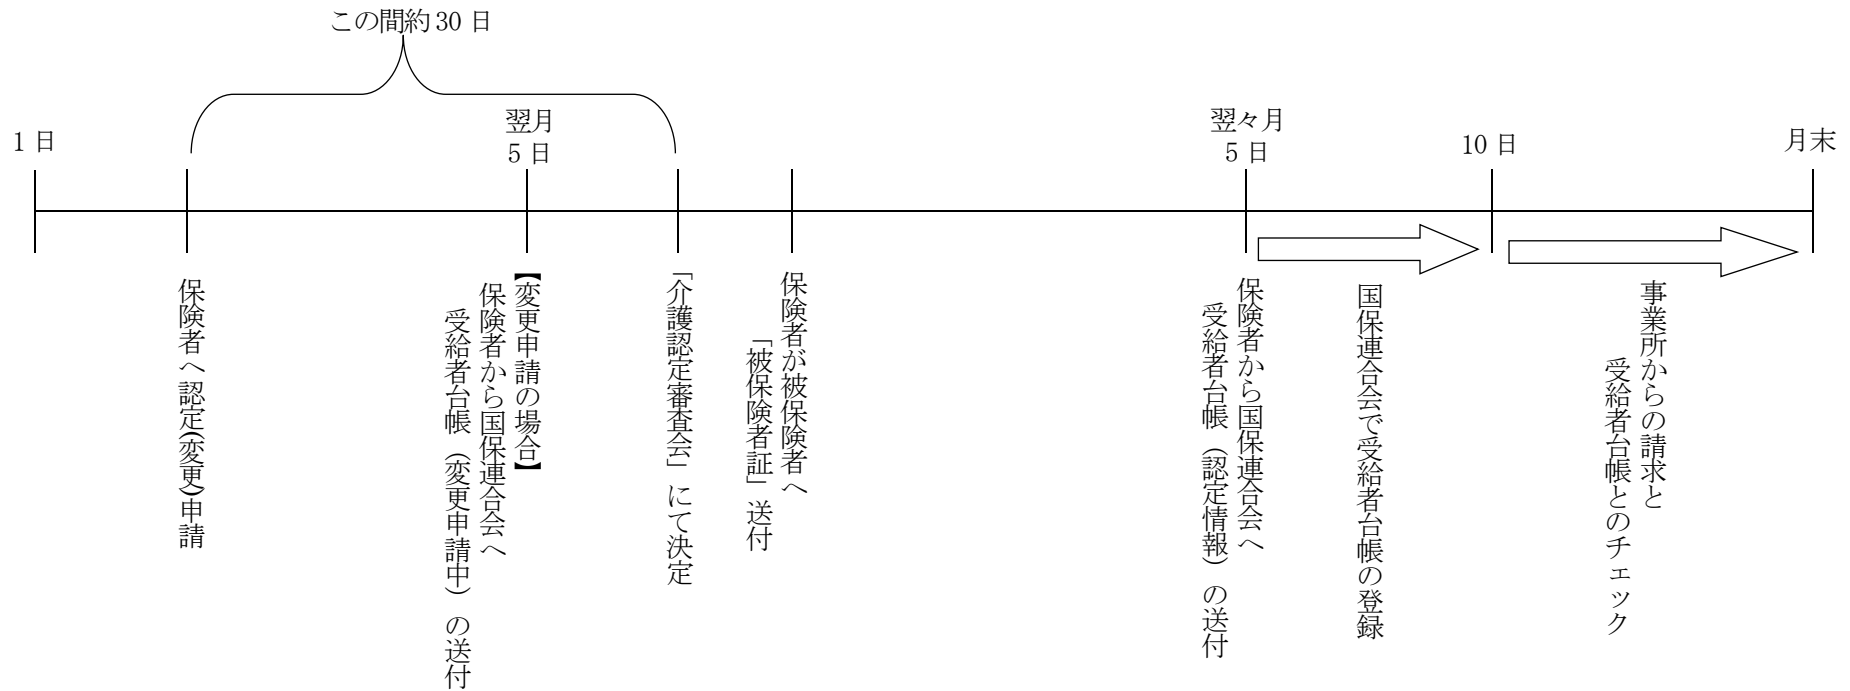 この間約30日
1日
翌月
5日
翌々月
5日
10日
月末
保険者へ認定(変更)申請
【変更申請の場合】
保険者から国保連合会へ
受給者台帳（変更申請中）の送付
「介護認定審査会」にて決定
保険者が被保険者へ
「被保険者証」送付
保険者から国保連合会へ
受給者台帳（認定情報）の送付
国保連合会で受給者台帳の登録
事業所からの請求と
受給者台帳とのチェック